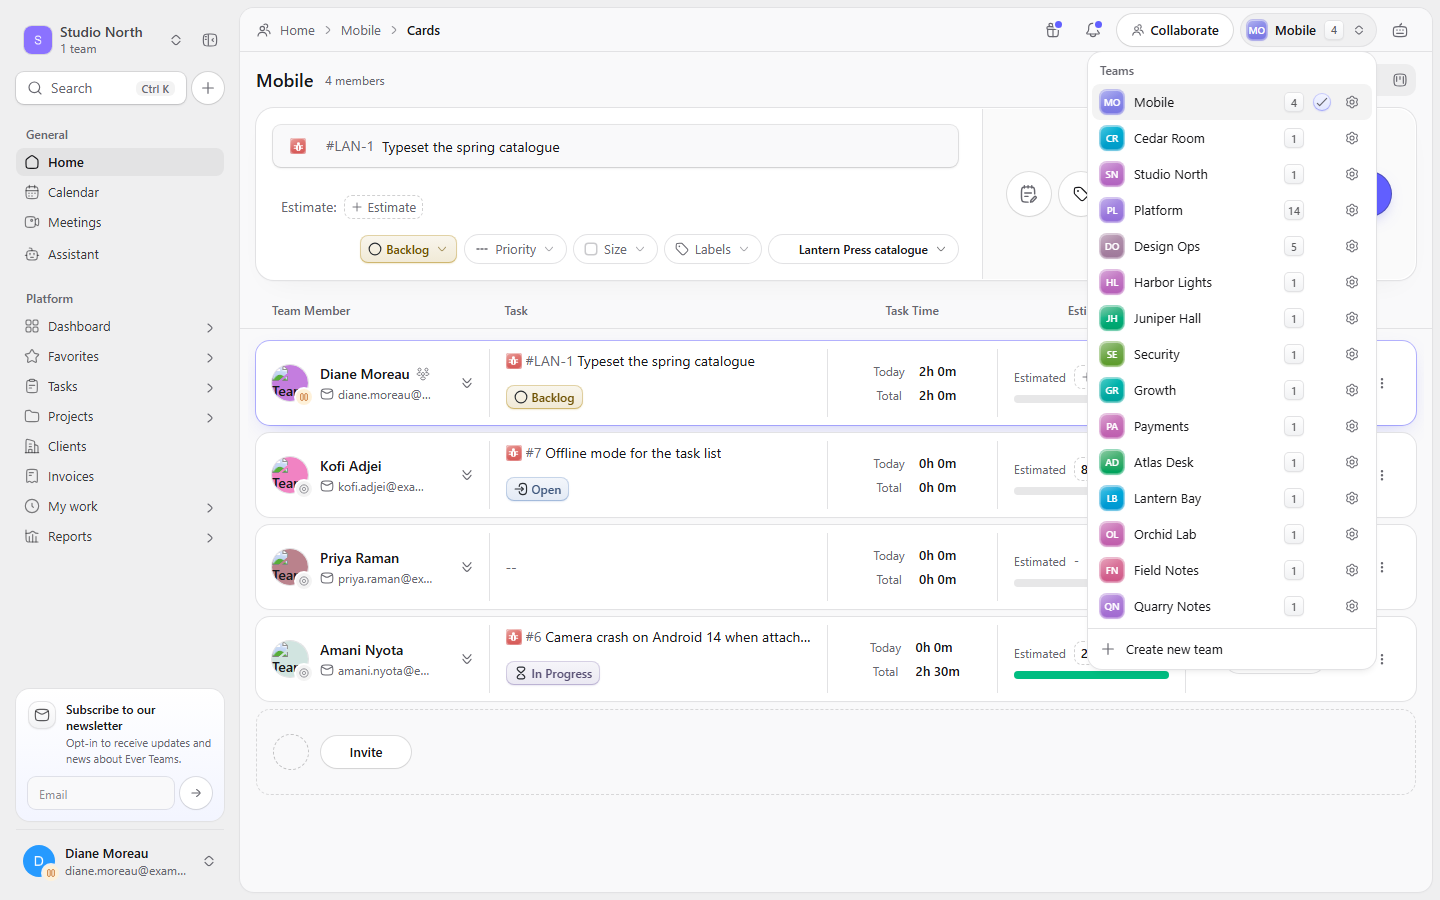 S
Studio North
1 team
Search
Ctrl K
General
Home
Calendar
Meetings
Assistant
Platform
Dashboard
Favorites
Tasks
Projects
Clients
Invoices
My work
Reports
Subscribe to our
newsletter
Opt-in to receive updates and
news about Ever Teams.
Email
D
Diane Moreau
diane.moreau@exam...
Home
Mobile
Cards
Collaborate
MO
Mobile
4
Mobile
4 members
#LAN-1 Typeset the spring catalogue
Estimate:
+ Estimate
Backlog
Priority
Size
Labels
Lantern Press catalogue
Team Member
Task
Task Time
Esti
Team
Diane Moreau
diane.moreau@...
#LAN-1 Typeset the spring catalogue
Backlog
Today 2h 0m
Total 2h 0m
Estimated
Team
Kofi Adjei
kofi.adjei@exa...
#7 Offline mode for the task list
Open
Today 0h 0m
Total 0h 0m
Estimated 8
Team
Priya Raman
priya.raman@ex...
--
Today 0h 0m
Total 0h 0m
Estimated -
Team
Amani Nyota
amani.nyota@e...
#6 Camera crash on Android 14 when attach...
In Progress
Today 0h 0m
Total 2h 30m
Estimated 2
Invite
Teams
MO Mobile 4
CR Cedar Room 1
SN Studio North 1
PL Platform 14
DO Design Ops 5
HL Harbor Lights 1
JH Juniper Hall 1
SE Security 1
GR Growth 1
PA Payments 1
AD Atlas Desk 1
LB Lantern Bay 1
OL Orchid Lab 1
FN Field Notes 1
QN Quarry Notes 1
Create new team